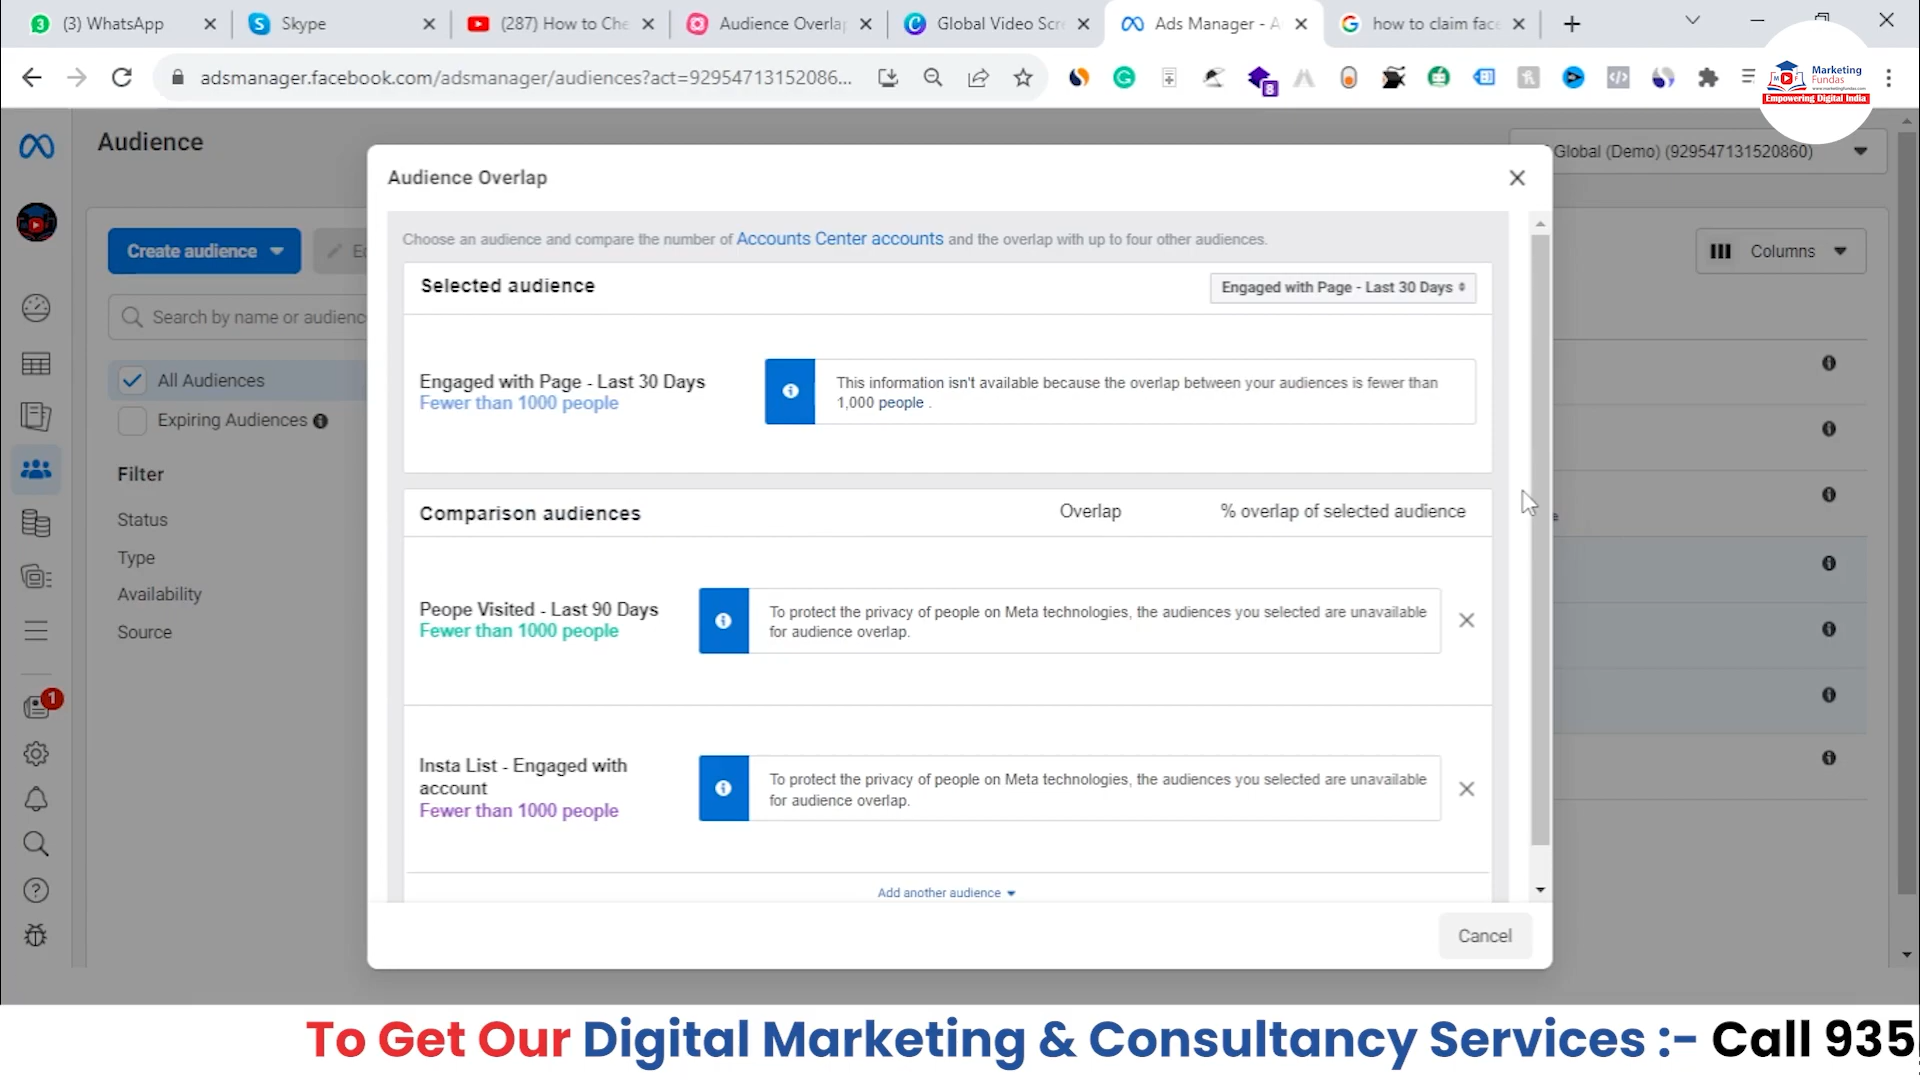 (3) WhatsApp
Skype
(287) How to Che
Audience Overlap
Global Video Scre
Ads Manager - A
how to claim face
adsmanager.facebook.com/adsmanager/audiences?act=92954713152086...
8
Marketing
Fundas
www.marketingfundas.com
Empowering Digital India
Audience
Global (Demo) (929547131520860)
Create audience
Ed
Columns
Search by name or audienc
All Audiences
Expiring Audiences
Filter
Status
Type
Availability
Source
1
Audience Overlap
Choose an audience and compare the number of Accounts Center accounts and the overlap with up to four other audiences.
Selected audience
Engaged with Page - Last 30 Days
Engaged with Page - Last 30 Days
Fewer than 1000 people
This information isn't available because the overlap between your audiences is fewer than
1,000 people .
Comparison audiences
Overlap
% overlap of selected audience
Peope Visited - Last 90 Days
Fewer than 1000 people
To protect the privacy of people on Meta technologies, the audiences you selected are unavailable
for audience overlap.
Insta List - Engaged with
account
Fewer than 1000 people
To protect the privacy of people on Meta technologies, the audiences you selected are unavailable
for audience overlap.
Add another audience
Cancel
To Get Our Digital Marketing & Consultancy Services :- Call 935